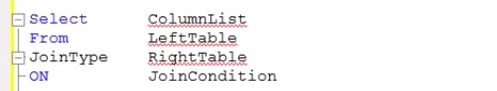 Select ColumnList
From LeftTable
JoinType RightTable
ON JoinCondition